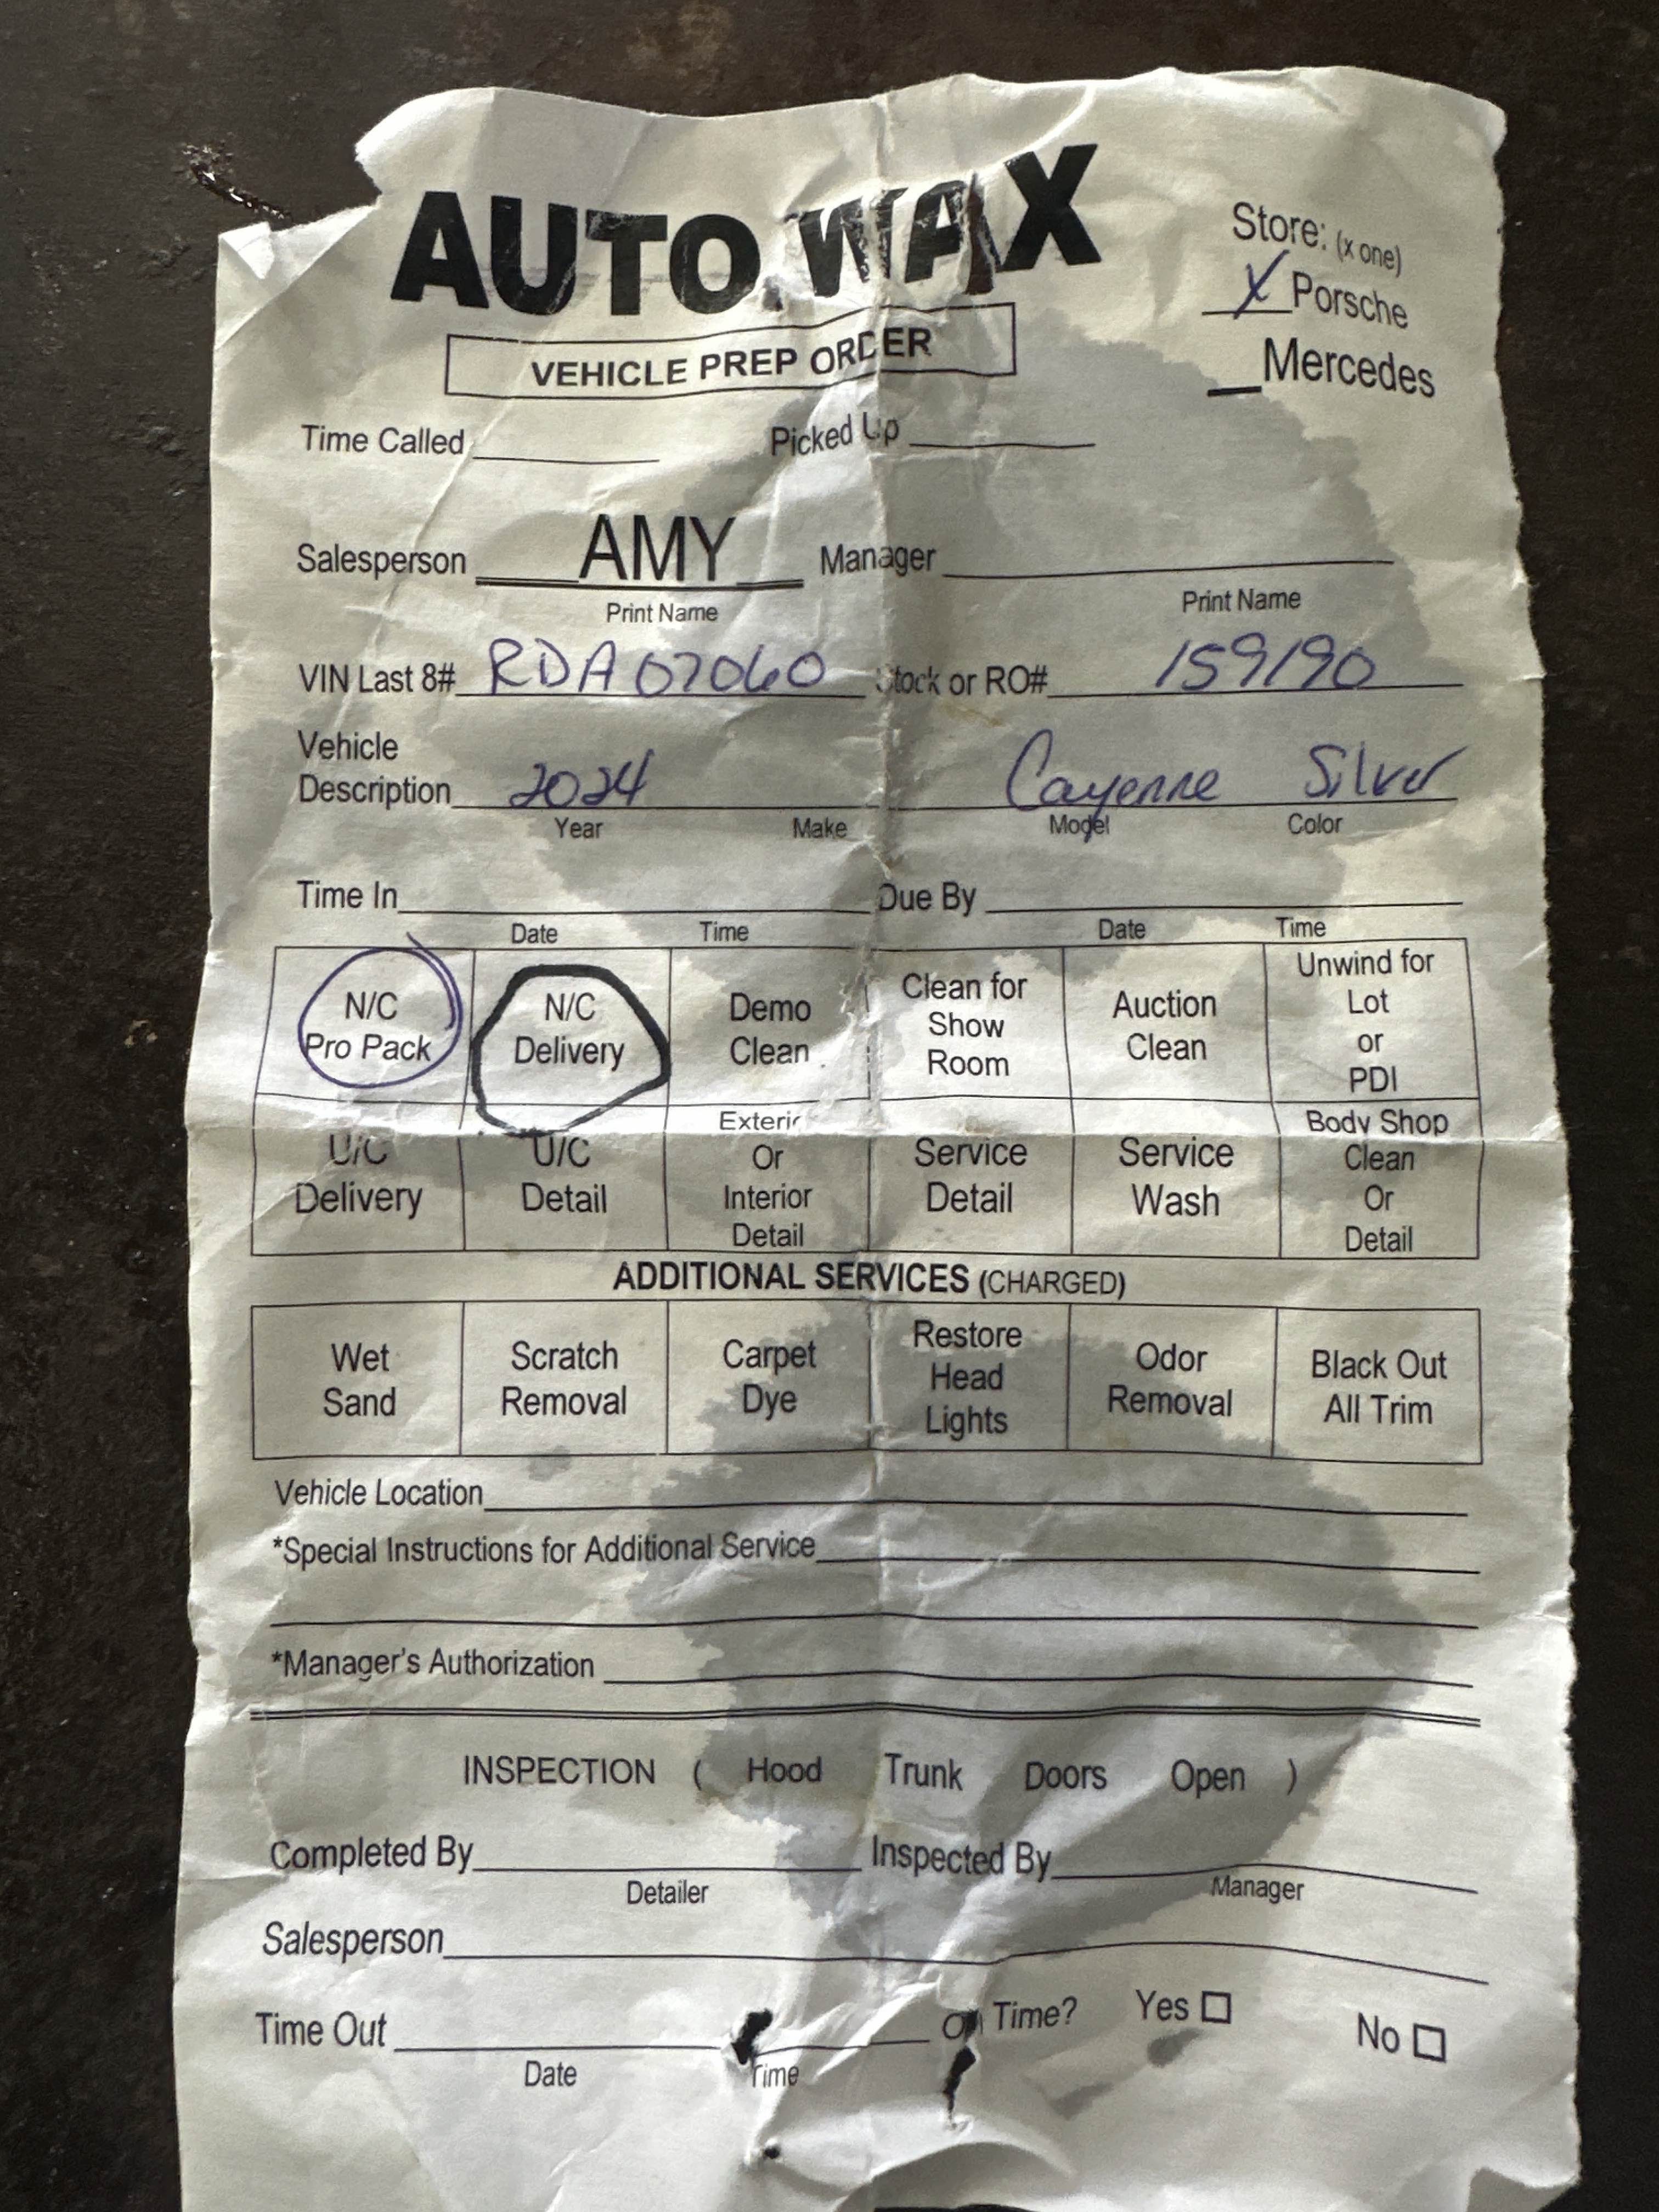 AUTO WAX
Store: (x one)
X Porsche
Mercedes
VEHICLE PREP ORDER
Time Called Picked Up
Salesperson AMY Manager
Print Name Print Name
VIN Last 8# RDA07060 Stock or RO# 159190
Vehicle
Description 2024 Cayenne Silver
Year Make Model Color
Time In Due By
Date Time Date Time
N/C
Pro Pack
N/C
Delivery
Demo
Clean
Clean for
Show
Room
Auction
Clean
Unwind for
Lot
or
PDI
U/C
Delivery
U/C
Detail
Exterior
Or
Interior
Detail
Service
Detail
Service
Wash
Body Shop
Clean
Or
Detail
ADDITIONAL SERVICES (CHARGED)
Wet
Sand
Scratch
Removal
Carpet
Dye
Restore
Head
Lights
Odor
Removal
Black Out
All Trim
Vehicle Location
*Special Instructions for Additional Service
*Manager's Authorization
INSPECTION ( Hood Trunk Doors Open )
Completed By Inspected By
Detailer Manager
Salesperson
Time Out On Time? Yes ☐ No ☐
Date Time